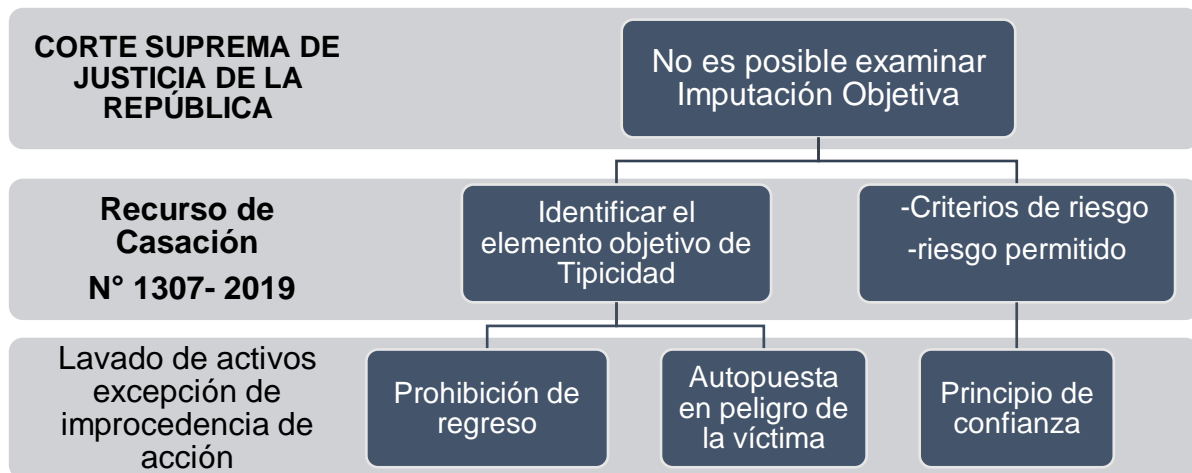 CORTE SUPREMA DE
JUSTICIA DE LA
REPÚBLICA
No es posible examinar
Imputación Objetiva
Recurso de
Casación
N° 1307- 2019
Identificar el
elemento objetivo de
Tipicidad
-Criterios de riesgo
-riesgo permitido
Lavado de activos
excepción de
improcedencia de
acción
Prohibición de
regreso
Autopuesta
en peligro de
la víctima
Principio de
confianza